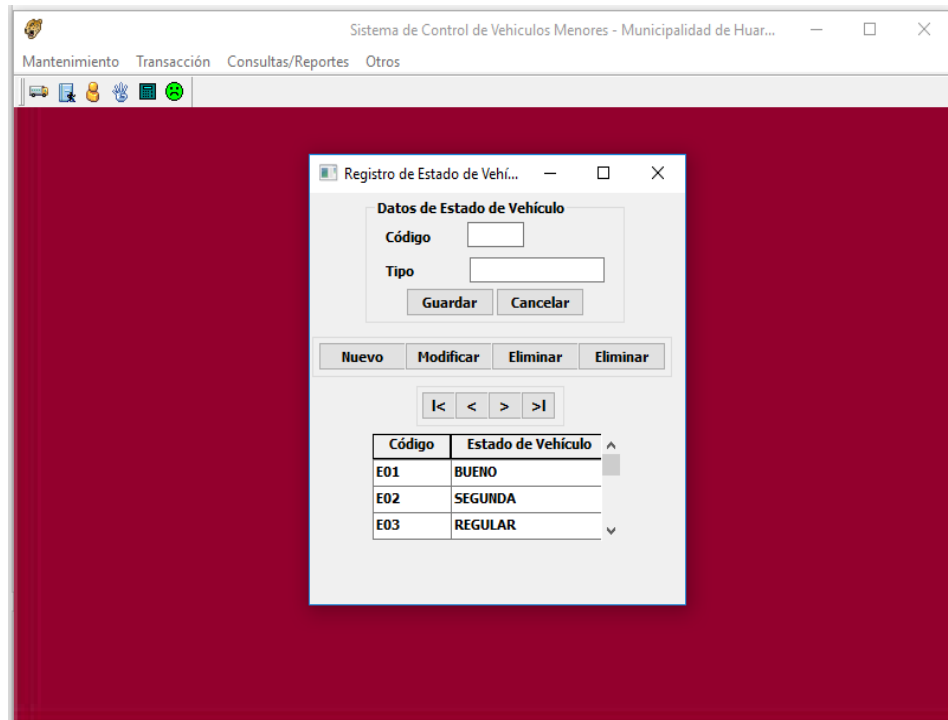 Sistema de Control de Vehiculos Menores - Municipalidad de Huar...
Mantenimiento Transacción Consultas/Reportes Otros
Registro de Estado de Vehí...
Datos de Estado de Vehículo
Código
Tipo
Guardar Cancelar
Nuevo Modificar Eliminar Eliminar
I< < > >I
Código Estado de Vehículo
E01 BUENO
E02 SEGUNDA
E03 REGULAR